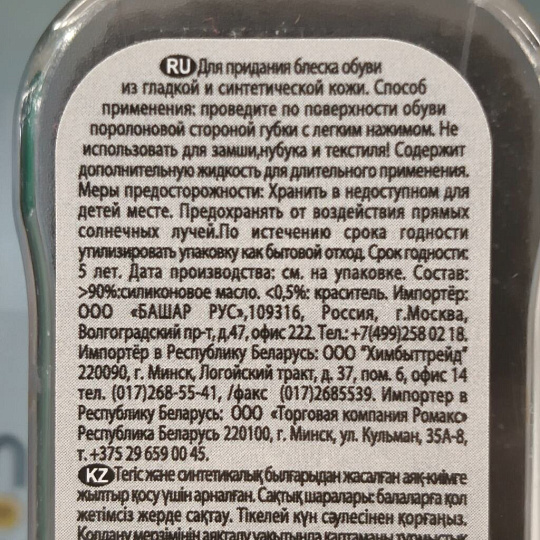 RU Для придания блеска обуви
из гладкой и синтетической кожи. Способ
применения: проведите по поверхности обуви
поролоновой стороной губки с легким нажимом. Не
использовать для замши,нубука и текстиля! Содержит
дополнительную жидкость для длительного применения.
Меры предосторожности: Хранить в недоступном для
детей месте. Предохранять от воздействия прямых
солнечных лучей.По истечению срока годности
утилизировать упаковку как бытовой отход. Срок годности:
5 лет. Дата производства: см. на упаковке. Состав:
>90%:силиконовое масло. <0,5%: краситель. Импортёр:
ООО «БАШАР РУС»,109316, Россия, г.Москва,
Волгоградский пр-т, д.47, офис 222. Тел.: +7(499)258 02 18.
Импортёр в Республику Беларусь: ООО "Химбыттрейд"
220090, г. Минск, Логойский тракт, д. 37, пом. 6, офис 14
тел. (017)268-55-41, /факс (017)2685539. Импортер в
Республику Беларусь: ООО «Торговая компания Ромакс»
Республика Беларусь 220100, г. Минск, ул. Кульман, 35А-8,
т. +375 29 659 00 45.
KZ Тегіс және синтетикалық былғарыдан жасалған аяқ-киімге
жылтыр қосу үшін арналған. Сақтық шаралары: балаларға қол
жетімсіз жерде сақтау. Тікелей күн сәулесінен қорғаңыз.
Қолдану мерзімінің аяқталу уақытында қаптаманы тұрмыстық